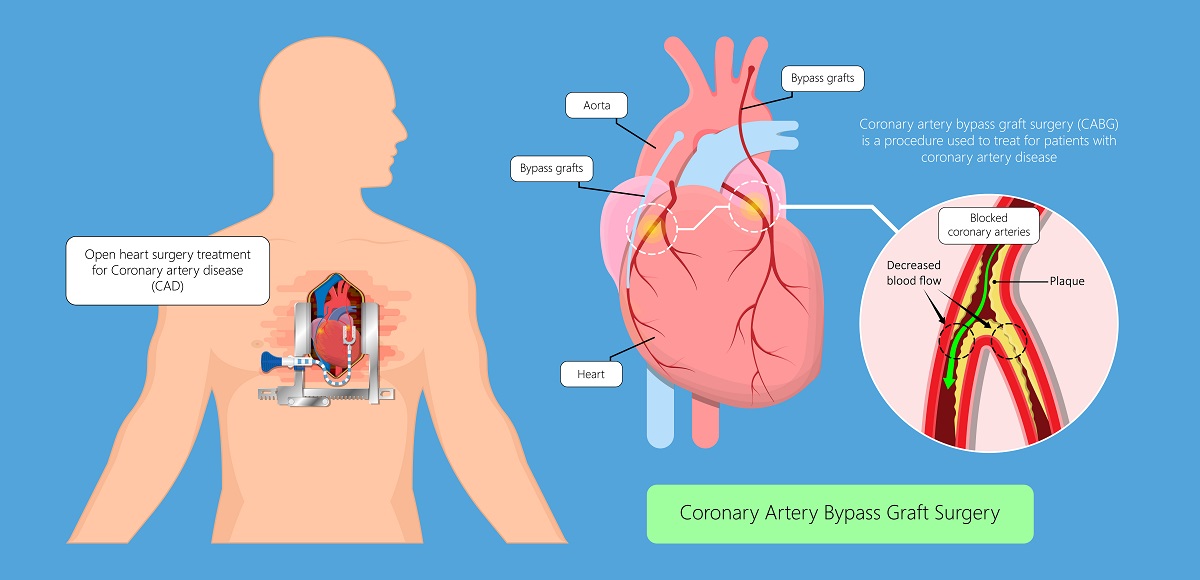 Open heart surgery treatment
for Coronary artery disease
(CAD)
Bypass grafts
Aorta
Bypass grafts
Heart
Coronary artery bypass graft surgery (CABG)
is a procedure used to treat for patients with
coronary artery disease
Blocked
coronary arteries
Decreased
blood flow
Plaque
Coronary Artery Bypass Graft Surgery